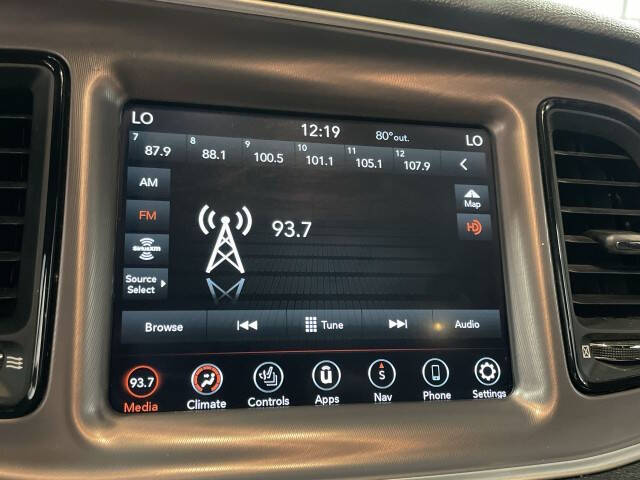 LO
12:19
80° out.
LO
7 87.9
8 88.1
9 100.5
10 101.1
11 105.1
12 107.9
AM
FM
SiriusXM
Source
Select
93.7
Map
HD
Browse
Tune
Audio
93.7
Media
Climate
Controls
ū
Apps
S
Nav
Phone
Settings